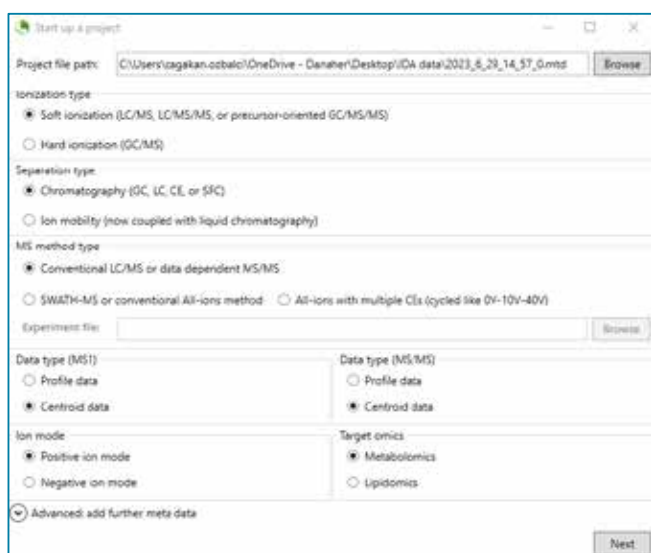 Start up a project
Project file path: C:\Users\cagakan.ozbalci\OneDrive - Danaher\Desktop\IDA data\2023_6_29_14_57_0.mtd Browse
Ionization type
Soft ionization (LC/MS, LC/MS/MS, or precursor-oriented GC/MS/MS)
Hard ionization (GC/MS)
Separation type
Chromatography (GC, LC, CE, or SFC)
Ion mobility (now coupled with liquid chromatography)
MS method type
Conventional LC/MS or data dependent MS/MS
SWATH-MS or conventional All-ions method All-ions with multiple CEs (cycled like 0V-10V-40V)
Experiment file: Browse
Data type (MS1) Data type (MS/MS)
Profile data Profile data
Centroid data Centroid data
Ion mode Target omics
Positive ion mode Metabolomics
Negative ion mode Lipidomics
Advanced: add further meta data
Next